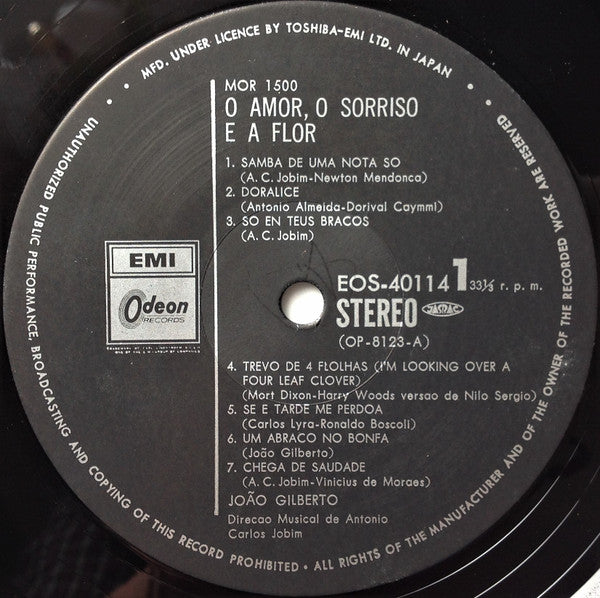 • MFD. UNDER LICENCE BY TOSHIBA-EMI LTD. IN JAPAN •
UNAUTHORIZED PUBLIC PERFORMANCE, BROADCASTING AND COPYING OF THIS RECORD PROHIBITED • ALL RIGHTS OF THE MANUFACTURER AND OF THE OWNER OF THE RECORDED WORK ARE RESERVED
MOR 1500
O AMOR, O SORRISO
E A FLOR
1. SAMBA DE UMA NOTA SO
(A. C. Jobim-Newton Mendonca)
2. DORALICE
(Antonio Almeida-Dorival Caymmi)
3. SO EN TEUS BRACOS
(A. C. Jobim)
EMI
Odeon
RECORDS
EOS-40114 1 33⅓ r. p. m.
STEREO JASRAC
(OP-8123-A)
4. TREVO DE 4 FLOLHAS (I'M LOOKING OVER A
FOUR LEAF CLOVER)
(Mort Dixon-Harry Woods versao de Nilo Sergio)
5. SE E TARDE ME PERDOA
(Carlos Lyra-Ronaldo Boscoli)
6. UM ABRACO NO BONFA
(João Gilberto)
7. CHEGA DE SAUDADE
(A. C. Jobim-Vinicius de Moraes)
JOÃO GILBERTO
Direcao Musical de Antonio
Carlos Jobim